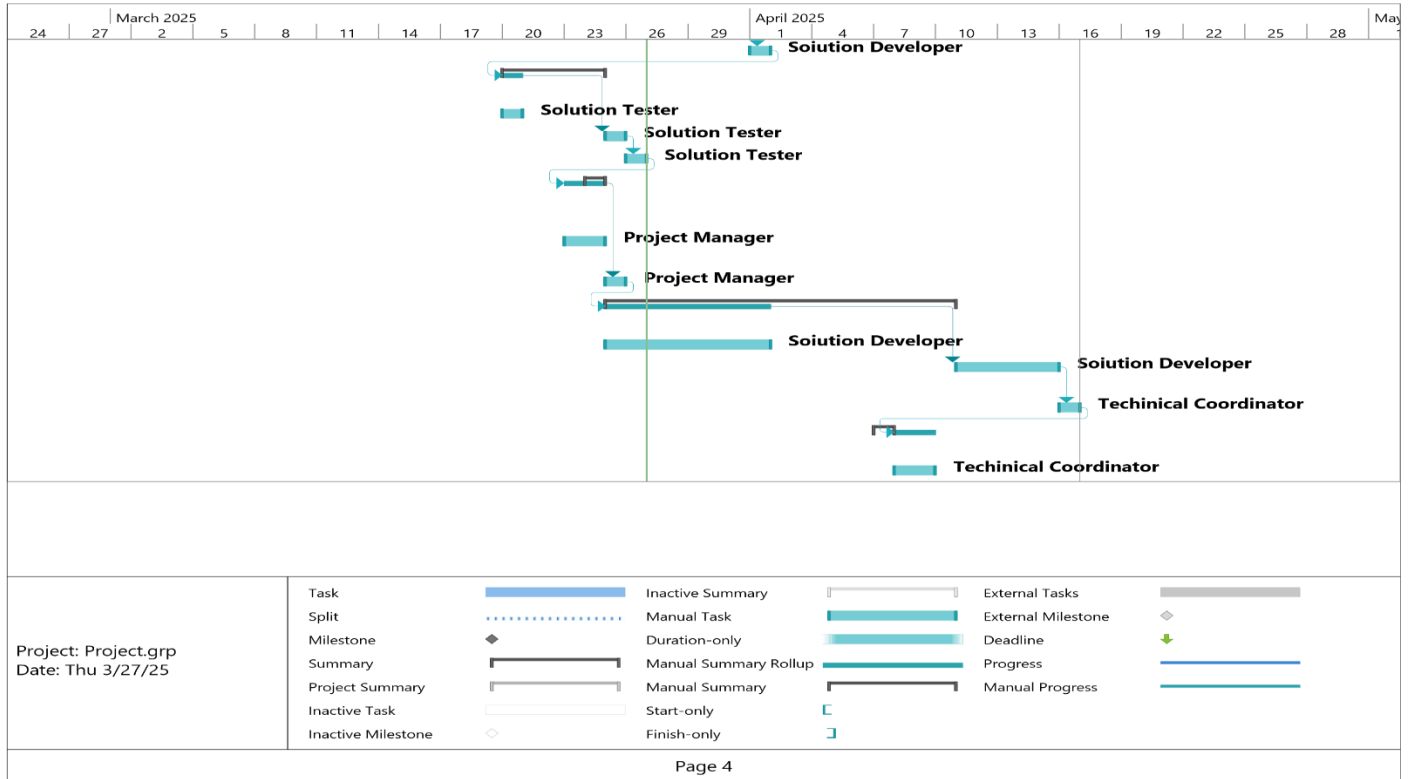 March 2025 April 2025 May
24 27 2 5 8 11 14 17 20 23 26 29 1 4 7 10 13 16 19 22 25 28
Soiution Developer
Solution Tester
Solution Tester
Solution Tester
Project Manager
Project Manager
Soiution Developer
Soiution Developer
Techinical Coordinator
Techinical Coordinator
Task Inactive Summary External Tasks
Split Manual Task External Milestone
Milestone Duration-only Deadline
Project: Project.grp
Date: Thu 3/27/25
Summary Manual Summary Rollup Progress
Project Summary Manual Summary Manual Progress
Inactive Task Start-only
Inactive Milestone Finish-only
Page 4